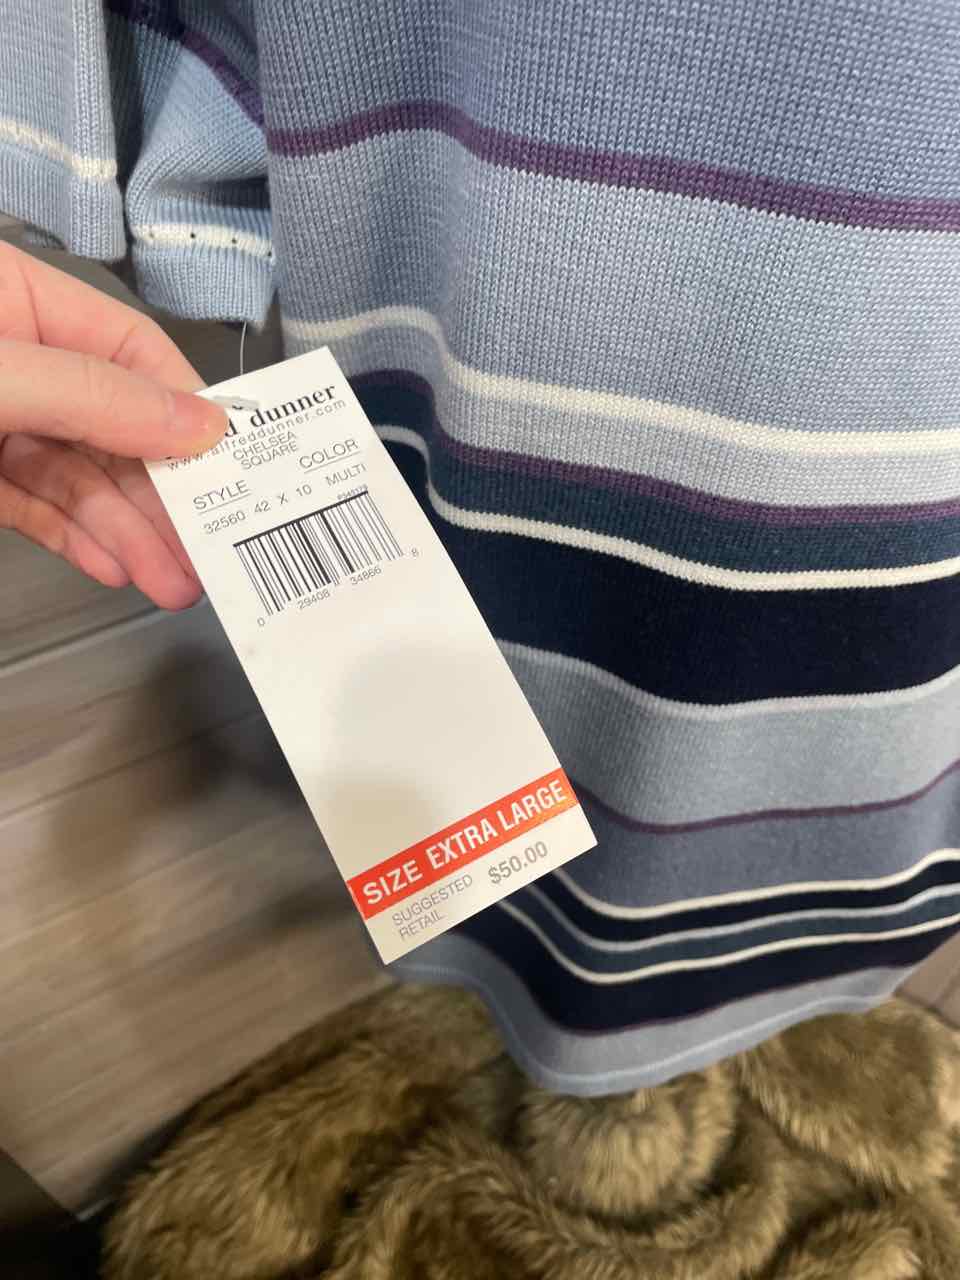 dunner
www.alfreddunner.com
CHELSEA
SQUARE
STYLE COLOR
32560 42 X 10 MULTI
0 29408 34866 8
SIZE EXTRA LARGE
SUGGESTED
RETAIL $50.00